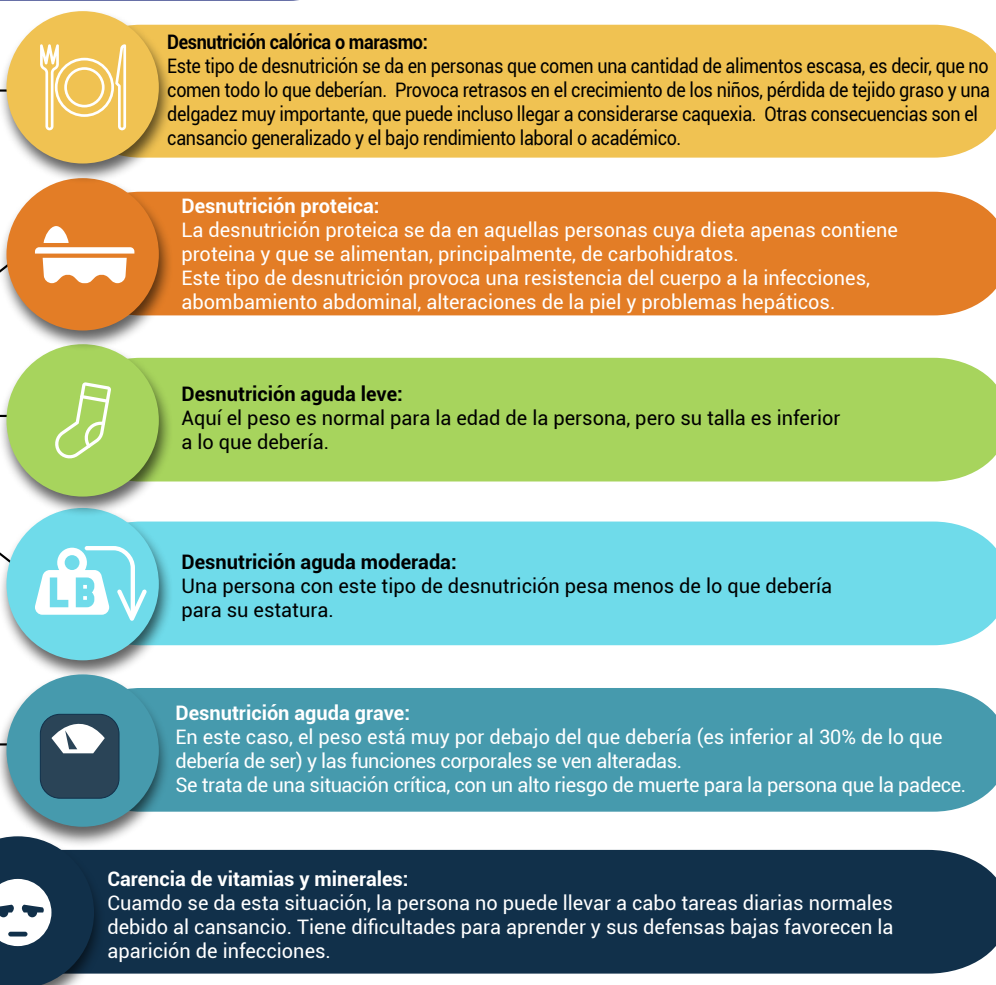 Desnutrición calórica o marasmo:
Este tipo de desnutrición se da en personas que comen una cantidad de alimentos escasa, es decir, que no
comen todo lo que deberían. Provoca retrasos en el crecimiento de los niños, pérdida de tejido graso y una
delgadez muy importante, que puede incluso llegar a considerarse caquexia. Otras consecuencias son el
cansancio generalizado y el bajo rendimiento laboral o académico.
Desnutrición proteica:
La desnutrición proteica se da en aquellas personas cuya dieta apenas contiene
proteina y que se alimentan, principalmente, de carbohidratos.
Este tipo de desnutrición provoca una resistencia del cuerpo a la infecciones,
abombamiento abdominal, alteraciones de la piel y problemas hepáticos.
Desnutrición aguda leve:
Aquí el peso es normal para la edad de la persona, pero su talla es inferior
a lo que debería.
LB
Desnutrición aguda moderada:
Una persona con este tipo de desnutrición pesa menos de lo que debería
para su estatura.
Desnutrición aguda grave:
En este caso, el peso está muy por debajo del que debería (es inferior al 30% de lo que
debería de ser) y las funciones corporales se ven alteradas.
Se trata de una situación crítica, con un alto riesgo de muerte para la persona que la padece.
Carencia de vitamias y minerales:
Cuamdo se da esta situación, la persona no puede llevar a cabo tareas diarias normales
debido al cansancio. Tiene dificultades para aprender y sus defensas bajas favorecen la
aparición de infecciones.